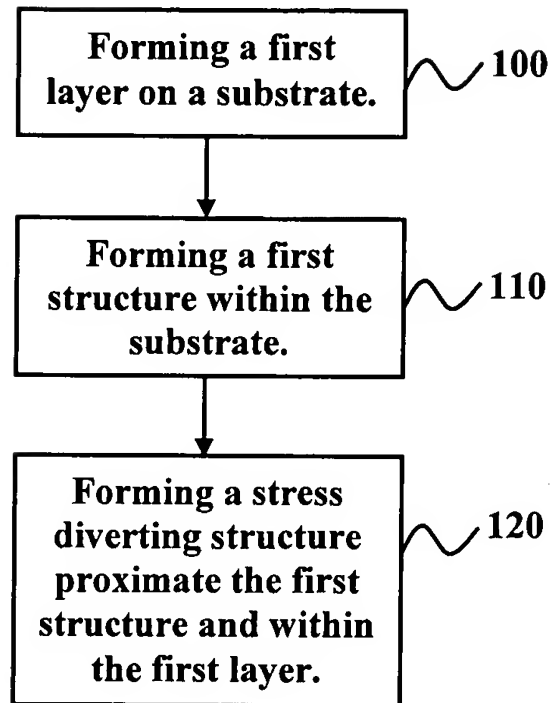 Forming a first
layer on a substrate.
100
Forming a first
structure within the
substrate.
110
Forming a stress
diverting structure
proximate the first
structure and within
the first layer.
120